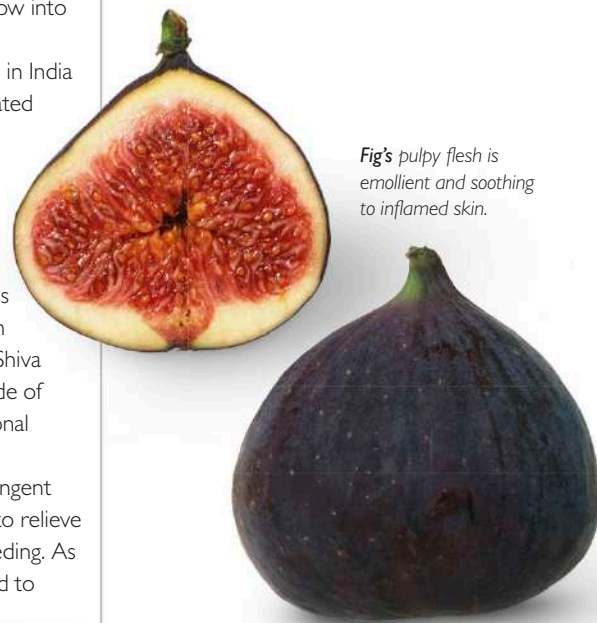 ow into
in India
ated
s
n
Shiva
de of
onal
ngent
to relieve
eding. As
d to
Fig's pulpy flesh is
emollient and soothing
to inflamed skin.